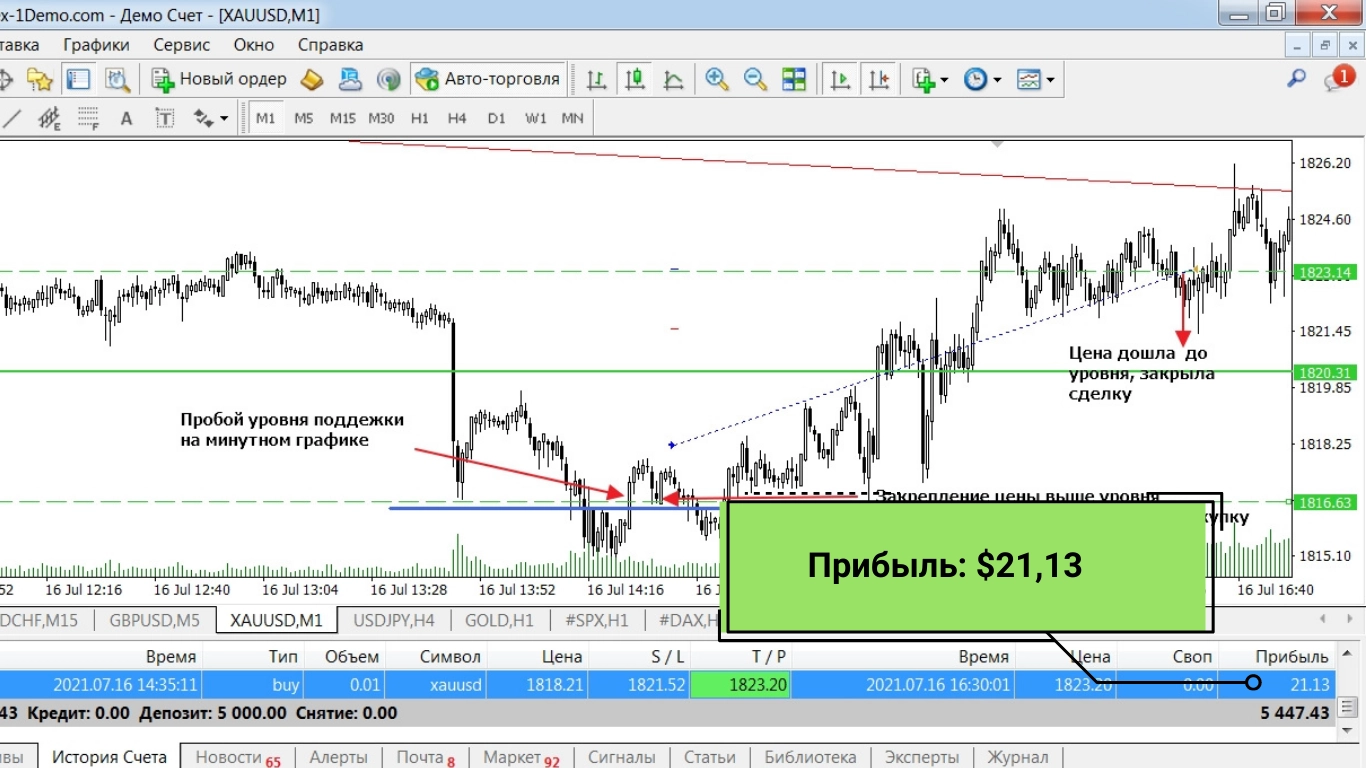 ex-1Demo.com - Демо Счет - [XAUUSD,M1]
тавка Графики Сервис Окно Справка
Новый ордер Авто-торговля 1
E F A T M1 M5 M15 M30 H1 H4 D1 W1 MN
1826.20
1824.60
1823.14
1821.45
Цена дошла до
уровня, закрыла
сделку
1820.31
1819.85
Пробой уровня поддежки
на минутном графике
1818.25
Закрепление цены выше уровня
1816.63
упку
Прибыль: $21,13
1815.10
52 16 Jul 12:16 16 Jul 12:40 16 Jul 13:04 16 Jul 13:28 16 Jul 13:52 16 Jul 14:16 16 J 16 Jul 16:40
DCHF,M15 GBPUSD,M5 XAUUSD,M1 USDJPY,H4 GOLD,H1 #SPX,H1 #DAX,H
Время Тип Объем Символ Цена S / L T / P Время Цена Своп Прибыль
2021.07.16 14:35:11 buy 0.01 xauusd 1818.21 1821.52 1823.20 2021.07.16 16:30:01 1823.20 0.00 21.13
43 Кредит: 0.00 Депозит: 5 000.00 Снятие: 0.00 5 447.43
ивы История Счета Новости 65 Алерты Почта 8 Маркет 92 Сигналы Статьи Библиотека Эксперты Журнал